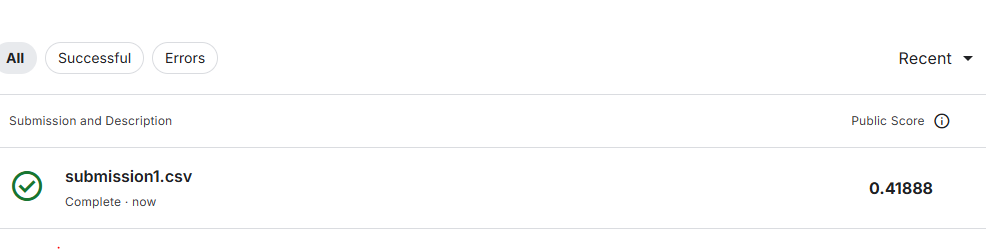 All Successful Errors Recent
Submission and Description Public Score
submission1.csv
Complete · now
0.41888